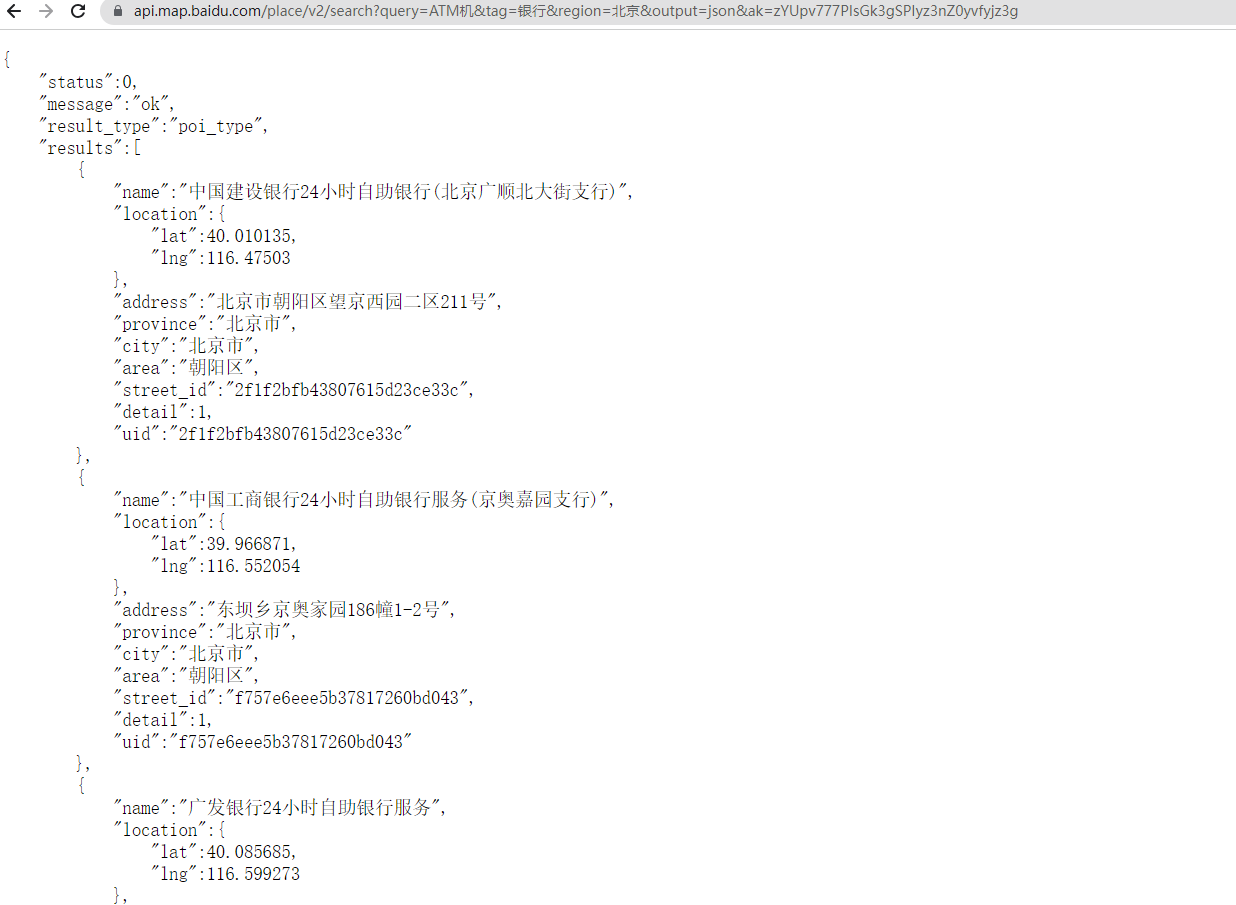 api.map.baidu.com/place/v2/search?query=ATM机&tag=银行&region=北京&output=json&ak=zYUpv777PIsGk3gSPIyz3nZ0yvfyjz3g
{
"status":0,
"message":"ok",
"result_type":"poi_type",
"results":[
{
"name":"中国建设银行24小时自助银行(北京广顺北大街支行)",
"location":{
"lat":40.010135,
"lng":116.47503
},
"address":"北京市朝阳区望京西园二区211号",
"province":"北京市",
"city":"北京市",
"area":"朝阳区",
"street_id":"2f1f2bfb43807615d23ce33c",
"detail":1,
"uid":"2f1f2bfb43807615d23ce33c"
},
{
"name":"中国工商银行24小时自助银行服务(京奥嘉园支行)",
"location":{
"lat":39.966871,
"lng":116.552054
},
"address":"东坝乡京奥家园186幢1-2号",
"province":"北京市",
"city":"北京市",
"area":"朝阳区",
"street_id":"f757e6eee5b37817260bd043",
"detail":1,
"uid":"f757e6eee5b37817260bd043"
},
{
"name":"广发银行24小时自助银行服务",
"location":{
"lat":40.085685,
"lng":116.599273
},